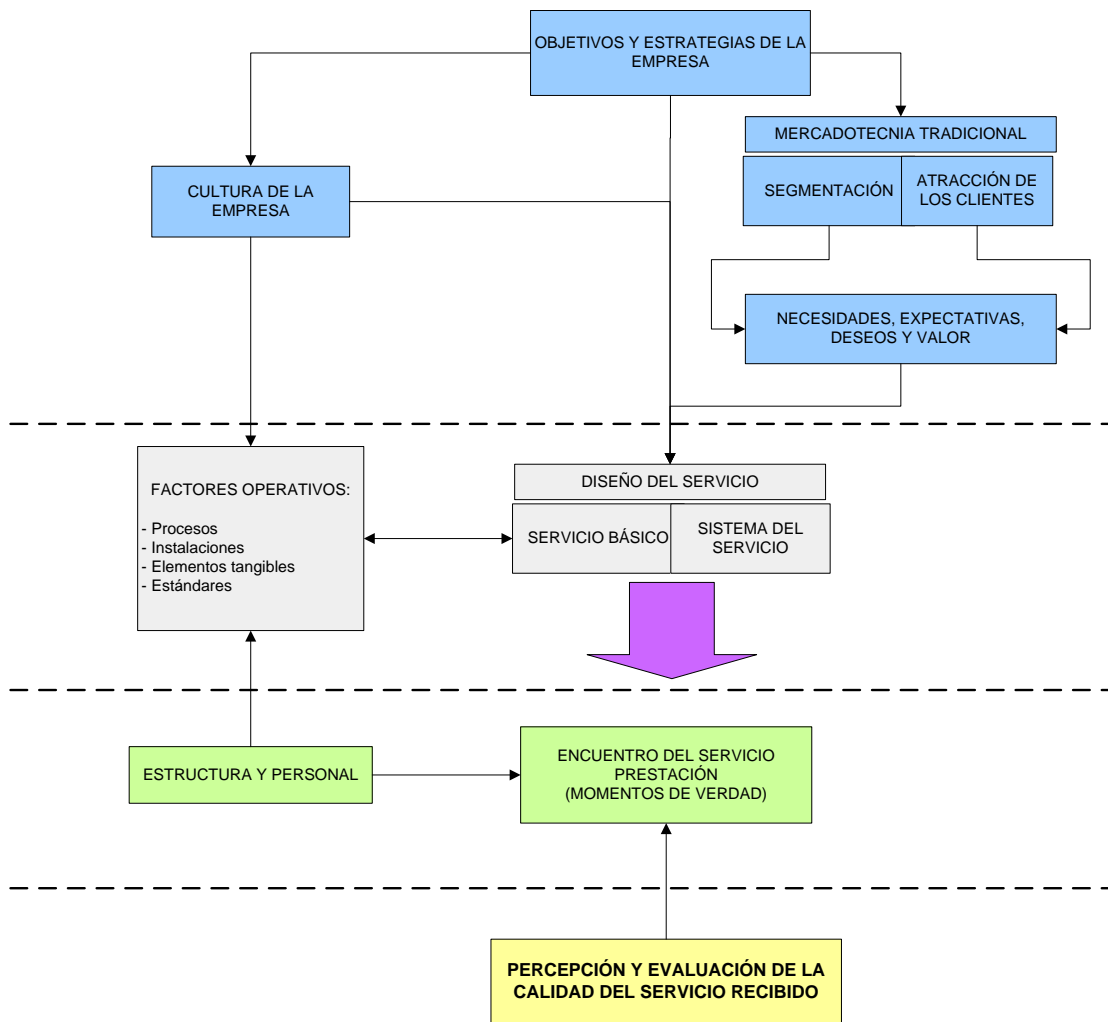 OBJETIVOS Y ESTRATEGIAS DE LA
EMPRESA
MERCADOTECNIA TRADICIONAL
CULTURA DE LA
EMPRESA
SEGMENTACIÓN
ATRACCIÓN DE
LOS CLIENTES
NECESIDADES, EXPECTATIVAS,
DESEOS Y VALOR
FACTORES OPERATIVOS:
- Procesos
- Instalaciones
- Elementos tangibles
- Estándares
DISEÑO DEL SERVICIO
SERVICIO BÁSICO
SISTEMA DEL
SERVICIO
ESTRUCTURA Y PERSONAL
ENCUENTRO DEL SERVICIO
PRESTACIÓN
(MOMENTOS DE VERDAD)
PERCEPCIÓN Y EVALUACIÓN DE LA
CALIDAD DEL SERVICIO RECIBIDO